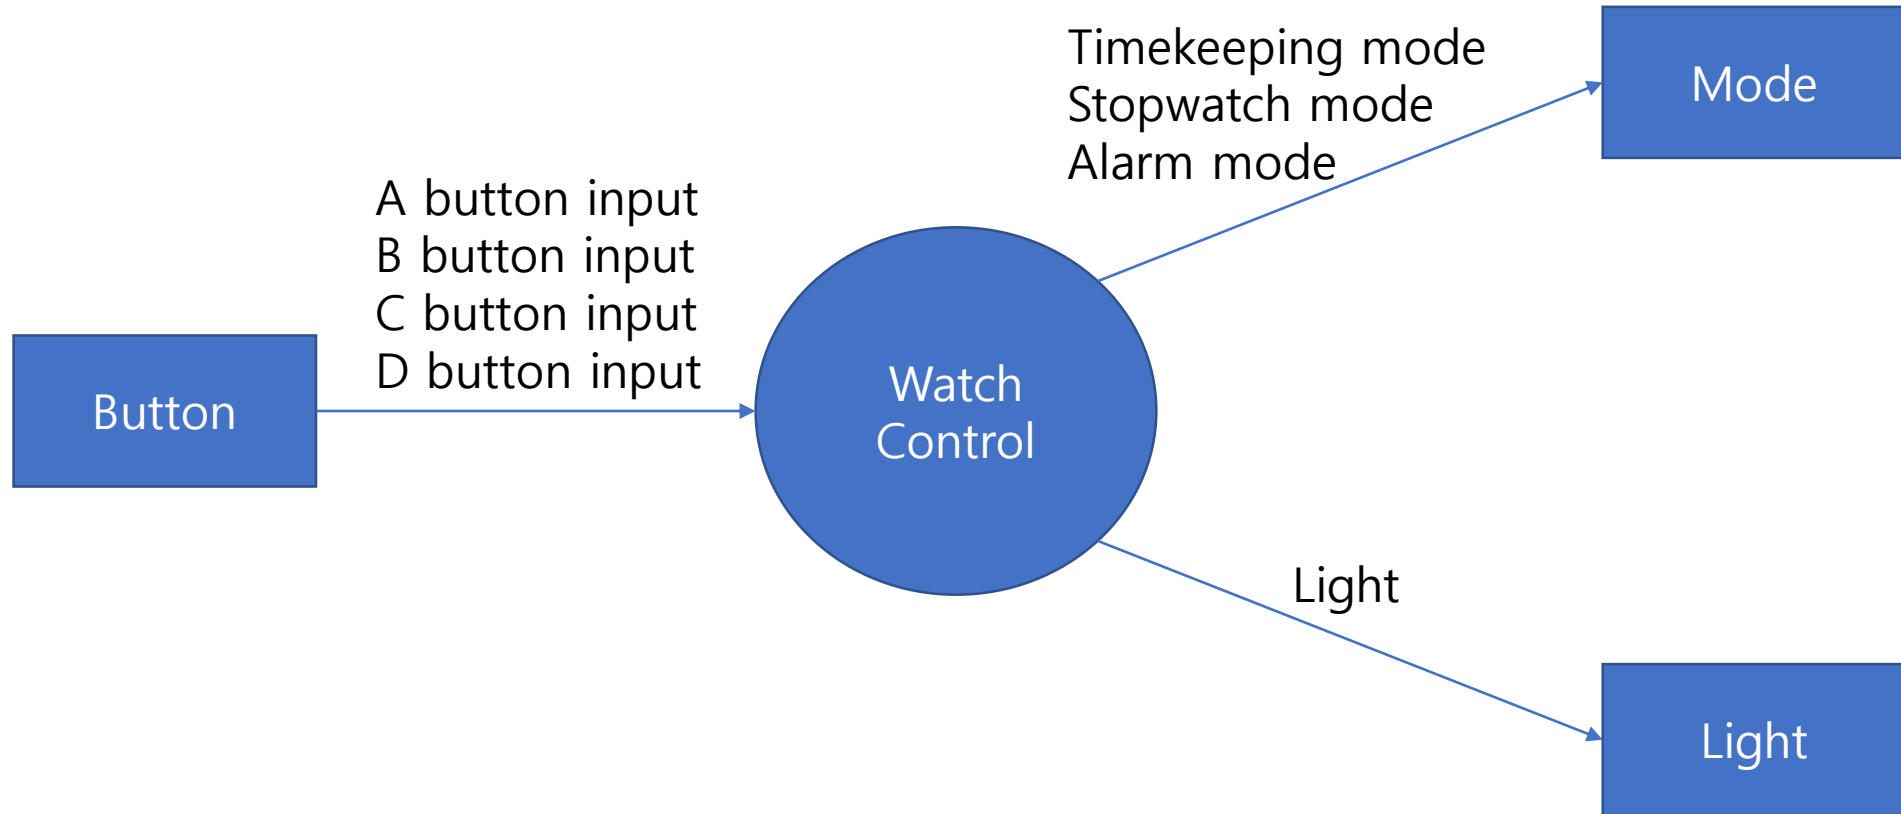 Button
A button input
B button input
C button input
D button input
Watch
Control
Timekeeping mode
Stopwatch mode
Alarm mode
Mode
Light
Light